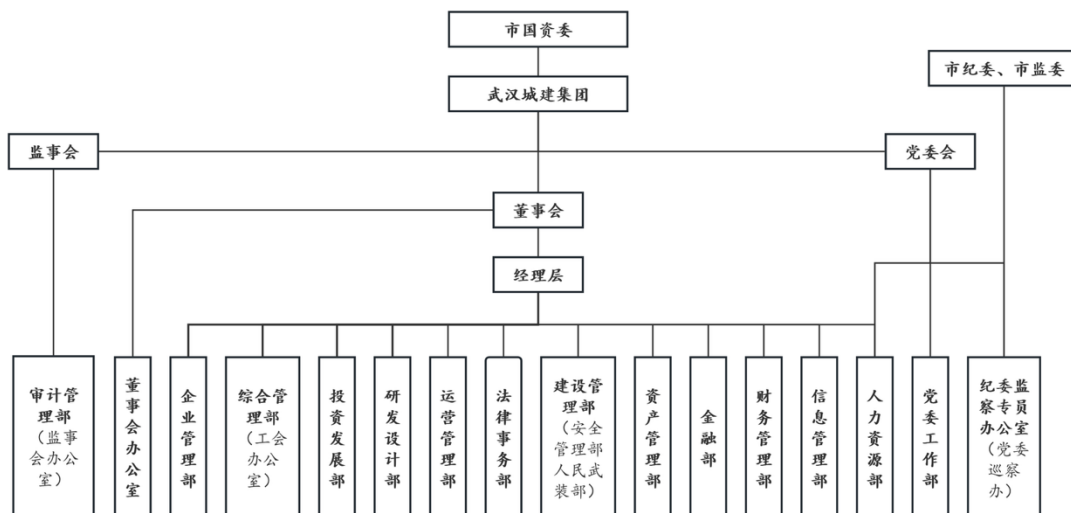 市国资委
市纪委、市监委
武汉城建集团
监事会
党委会
董事会
经理层
审计管
理部
（监事
会办公
室）
董事会办公室
企业管理部
综合管
理部
（工会
办公
室）
投资发展部
研发设计部
运营管理部
法律事务部
建设管
理部
（安全
管理部
人民武
装部）
资产管理部
金融部
财务管理部
信息管理部
人力资源部
党委工作部
纪委监
察专员
办公室
（党委
巡察
办）